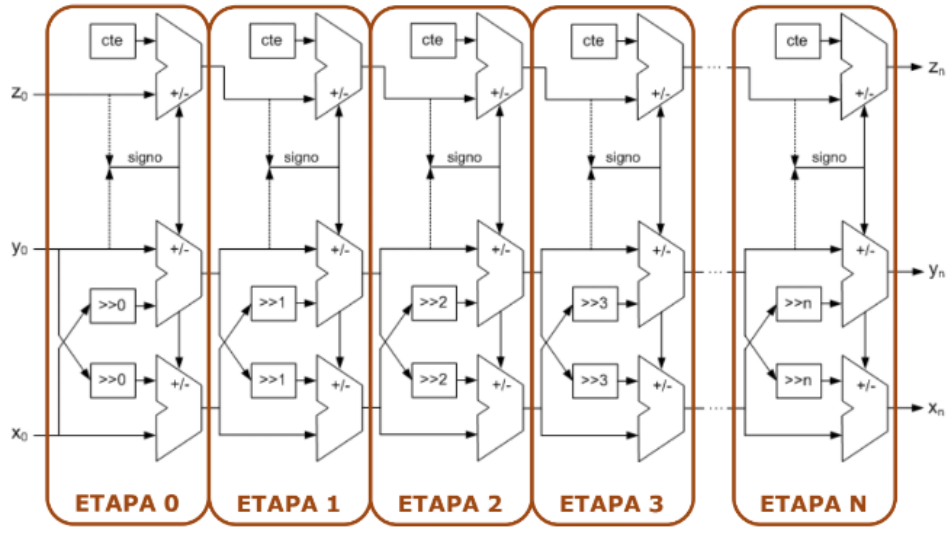 cte
cte
cte
cte
cte
z₀
+/-
+/-
+/-
+/-
+/-
zₙ
signo
signo
signo
signo
signo
y₀
+/-
+/-
+/-
+/-
+/-
yₙ
>>0
>>1
>>2
>>3
>>n
>>0
>>1
>>2
>>3
>>n
+/-
+/-
+/-
+/-
+/-
x₀
xₙ
ETAPA 0
ETAPA 1
ETAPA 2
ETAPA 3
ETAPA N